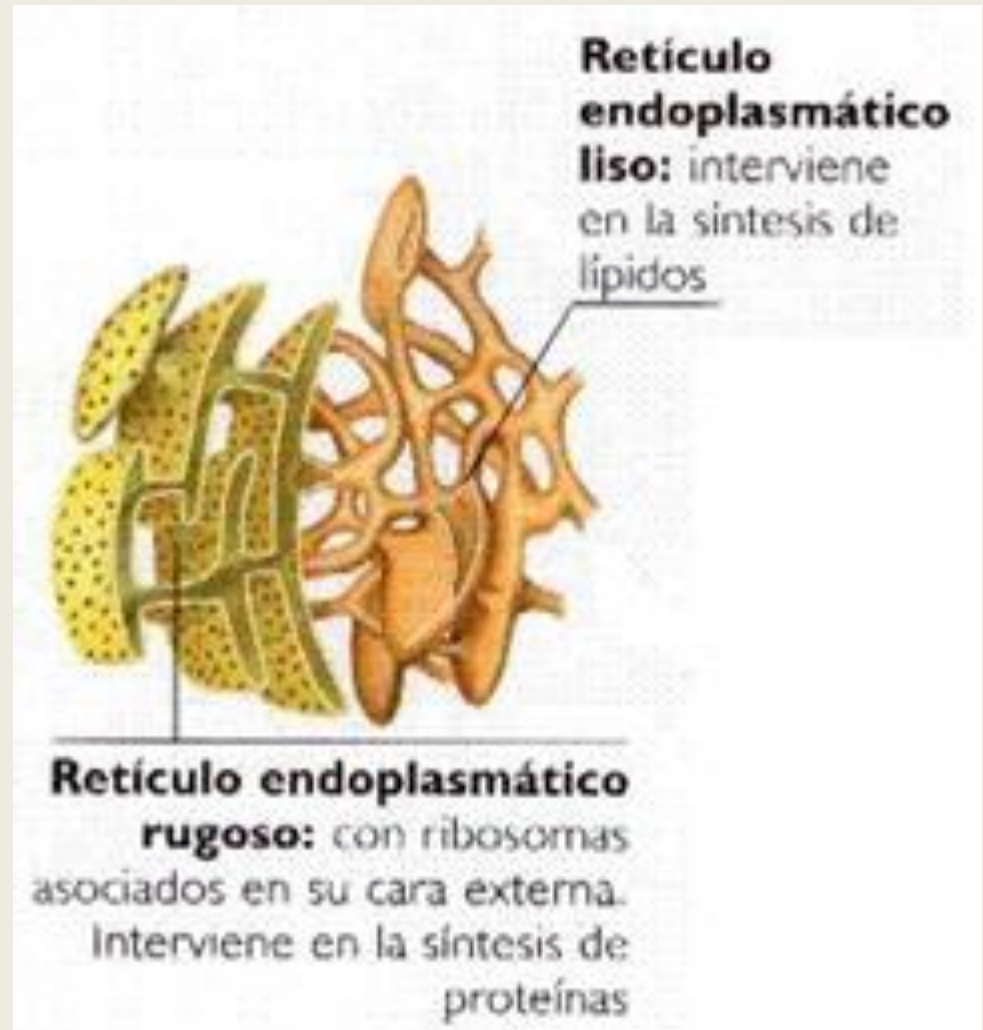 Retículo
endoplasmático
liso: interviene
en la síntesis de
lípidos
Retículo endoplasmático
rugoso: con ribosomas
asociados en su cara externa.
Interviene en la síntesis de
proteínas